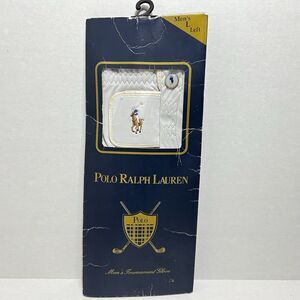 Men's
L
Left
POLO RALPH LAUREN
POLO
Men's Tournament Glove